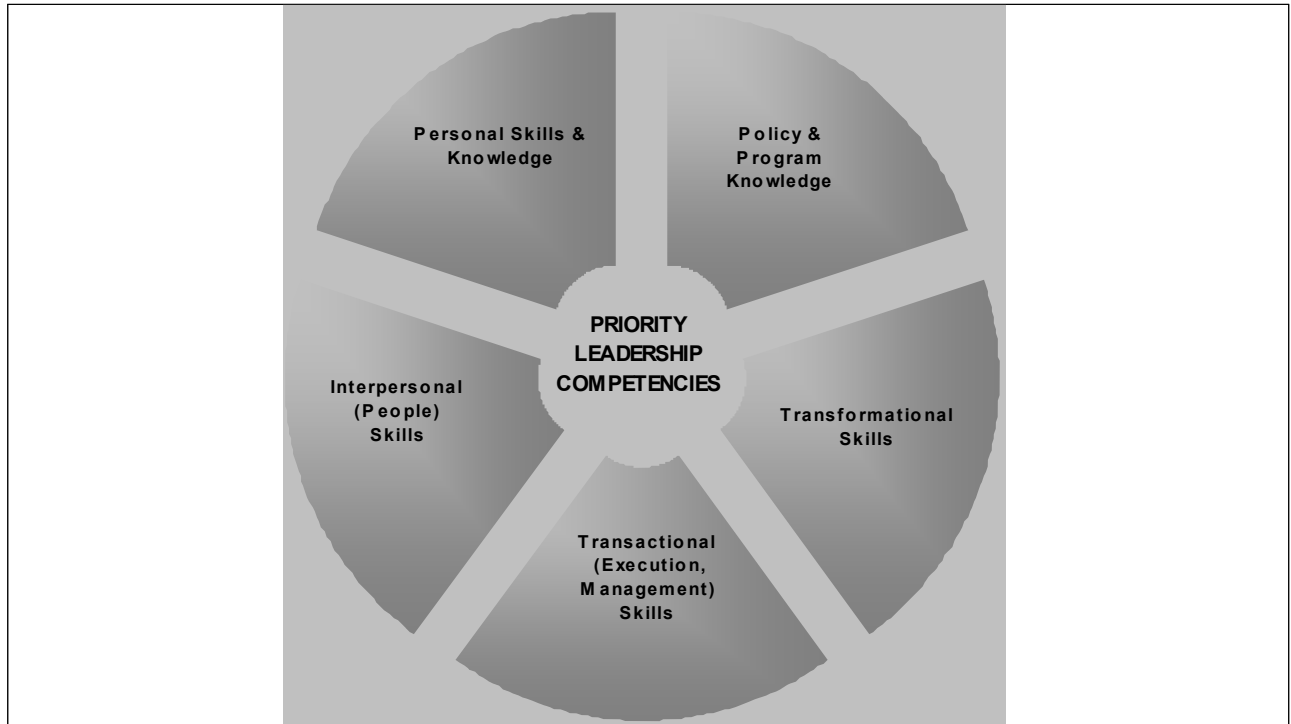 Personal Skills &
Knowledge
Policy &
Program
Knowledge
PRIORITY
LEADERSHIP
COMPETENCIES
Interpersonal
(People)
Skills
Transformational
Skills
Transactional
(Execution,
Management)
Skills